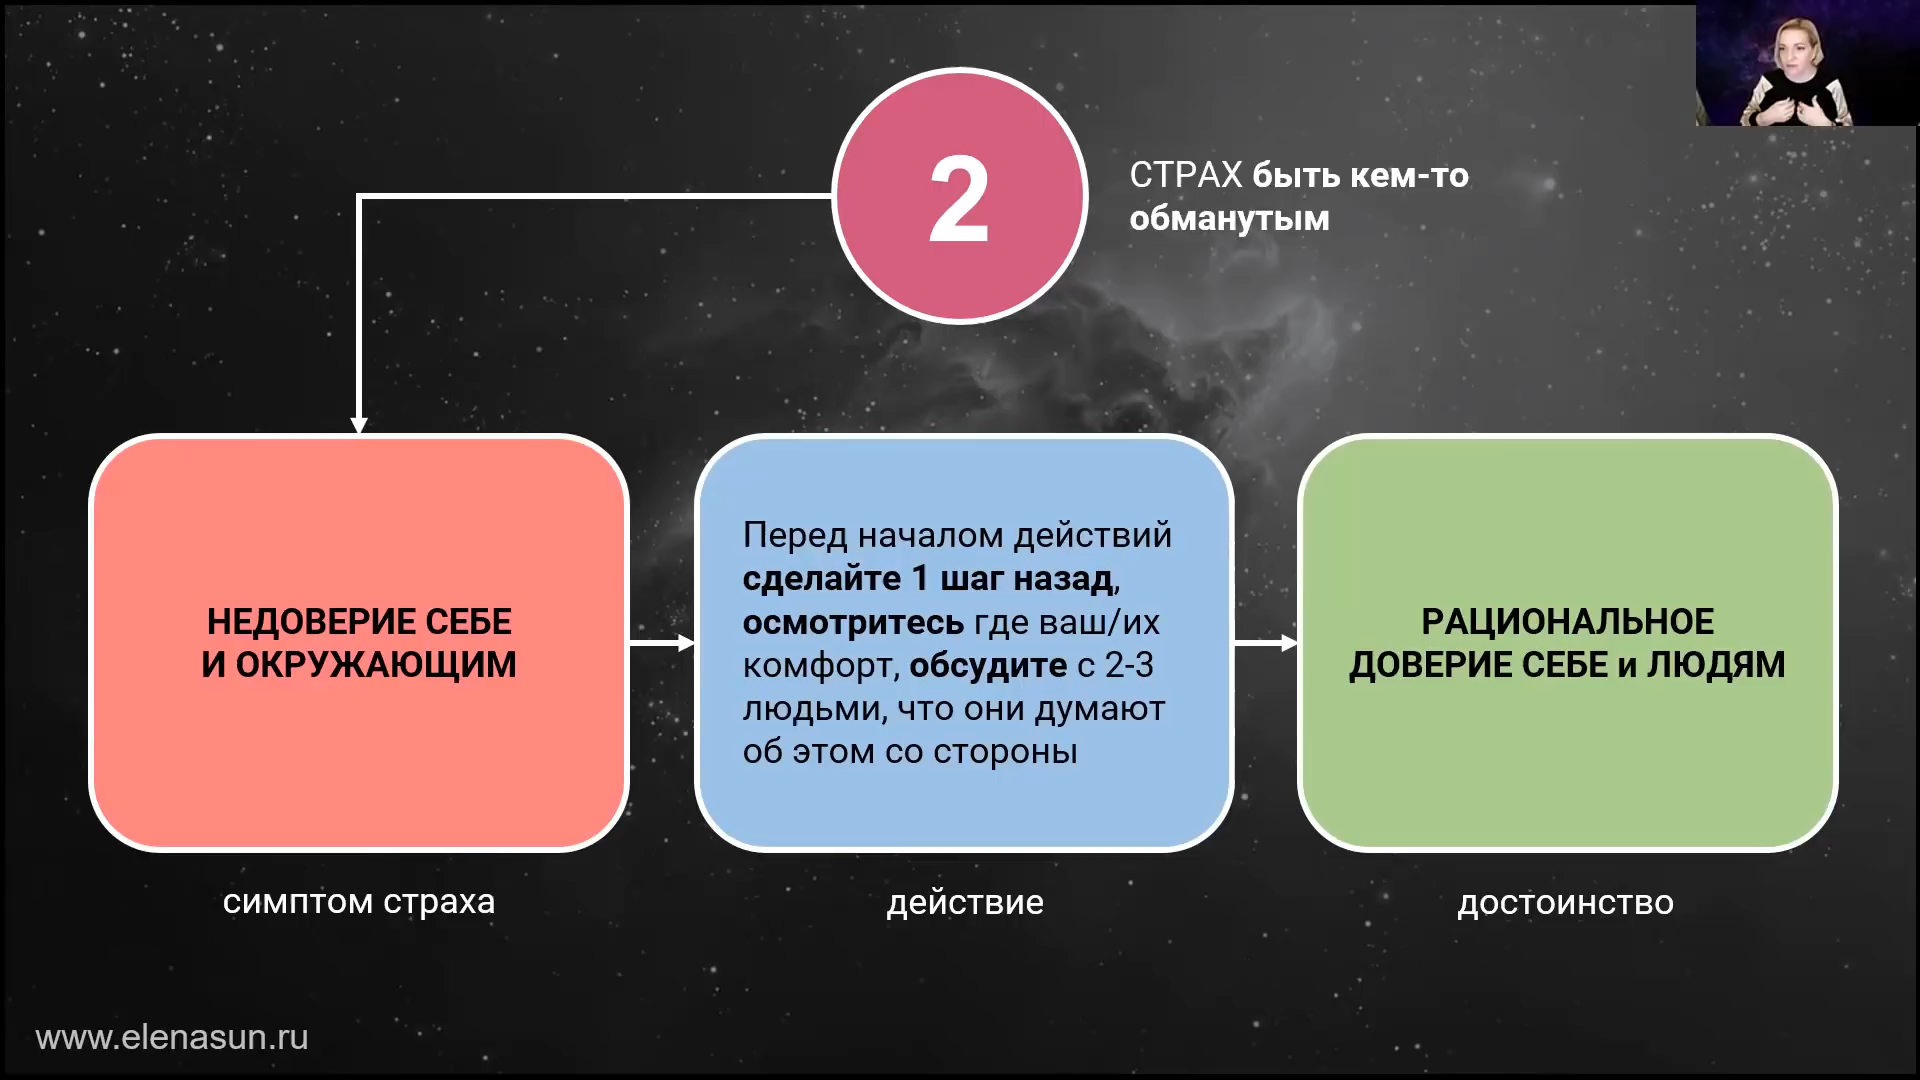 2
СТРАХ быть кем-то
обманутым
НЕДОВЕРИЕ СЕБЕ
И ОКРУЖАЮЩИМ
симптом страха
Перед началом действий
сделайте 1 шаг назад,
осмотритесь где ваш/их
комфорт, обсудите с 2-3
людьми, что они думают
об этом со стороны
действие
РАЦИОНАЛЬНОЕ
ДОВЕРИЕ СЕБЕ и ЛЮДЯМ
достоинство
www.elenasun.ru